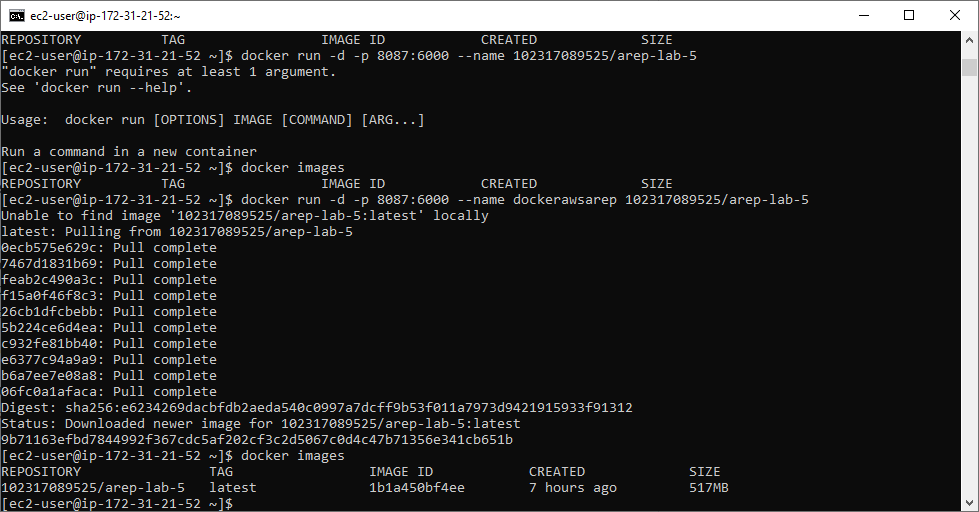 ec2-user@ip-172-31-21-52:~
REPOSITORY          TAG                 IMAGE ID            CREATED             SIZE
[ec2-user@ip-172-31-21-52 ~]$ docker run -d -p 8087:6000 --name 102317089525/arep-lab-5
"docker run" requires at least 1 argument.
See 'docker run --help'.

Usage:  docker run [OPTIONS] IMAGE [COMMAND] [ARG...]

Run a command in a new container
[ec2-user@ip-172-31-21-52 ~]$ docker images
REPOSITORY          TAG                 IMAGE ID            CREATED             SIZE
[ec2-user@ip-172-31-21-52 ~]$ docker run -d -p 8087:6000 --name dockerawsarep 102317089525/arep-lab-5
Unable to find image '102317089525/arep-lab-5:latest' locally
latest: Pulling from 102317089525/arep-lab-5
0ecb575e629c: Pull complete
7467d1831b69: Pull complete
feab2c490a3c: Pull complete
f15a0f46f8c3: Pull complete
26cb1dfcbebb: Pull complete
5b224ce6d4ea: Pull complete
c932fe81bb40: Pull complete
e6377c94a9a9: Pull complete
b6a7ee7e08a8: Pull complete
06fc0a1afaca: Pull complete
Digest: sha256:e6234269dacbfdb2aeda540c0997a7dcff9b53f011a7973d9421915933f91312
Status: Downloaded newer image for 102317089525/arep-lab-5:latest
9b71163efbd7844992f367cdc5af202cf3c2d5067c0d4c47b71356e341cb651b
[ec2-user@ip-172-31-21-52 ~]$ docker images
REPOSITORY                TAG                 IMAGE ID            CREATED             SIZE
102317089525/arep-lab-5   latest              1b1a450bf4ee        7 hours ago         517MB
[ec2-user@ip-172-31-21-52 ~]$